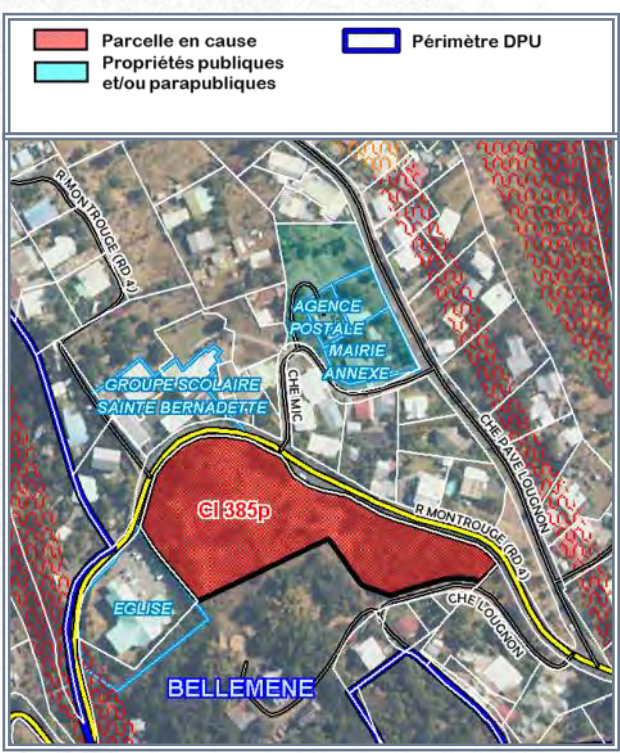 Parcelle en cause
Propriétés publiques
et/ou parapubliques
Périmètre DPU
R MONTROUGE (RD 4)
AGENCE
POSTALE
MAIRIE
ANNEXE
GROUPE SCOLAIRE
SAINTE BERNADETTE
CHE MIC
CHE PAVE LOUGNON
CI 385p
R MONTROUGE (RD 4)
EGLISE
CHE LOUGNON
BELLEMENE